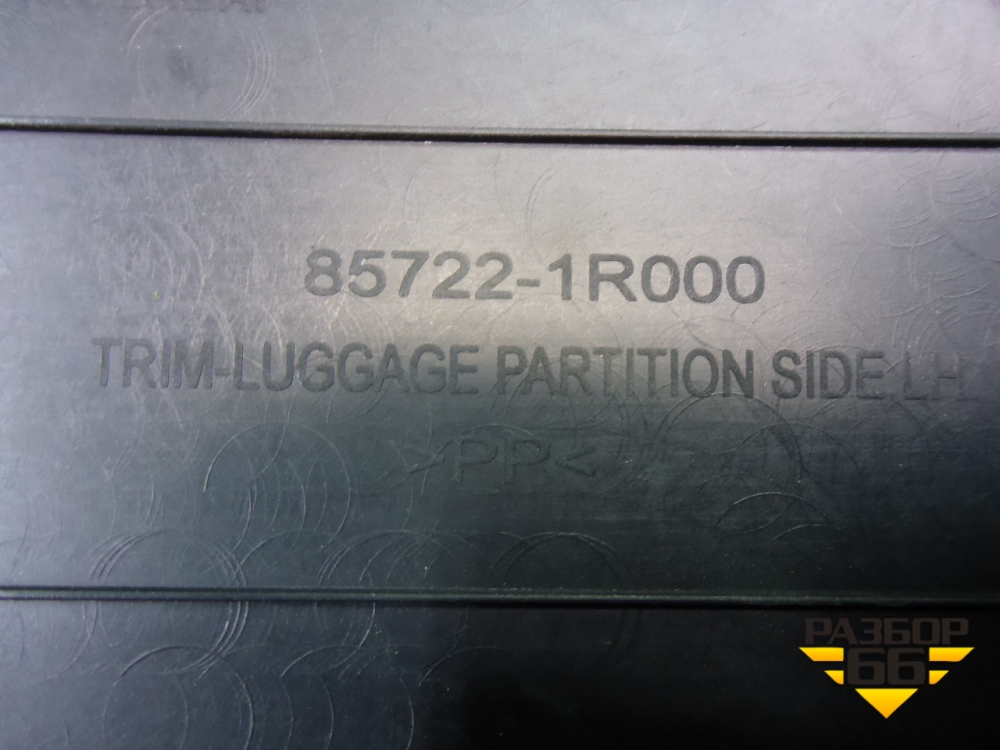 85722-1R000
TRIM-LUGGAGE PARTITION SIDE,LH
>PP<
РАЗБОР
66